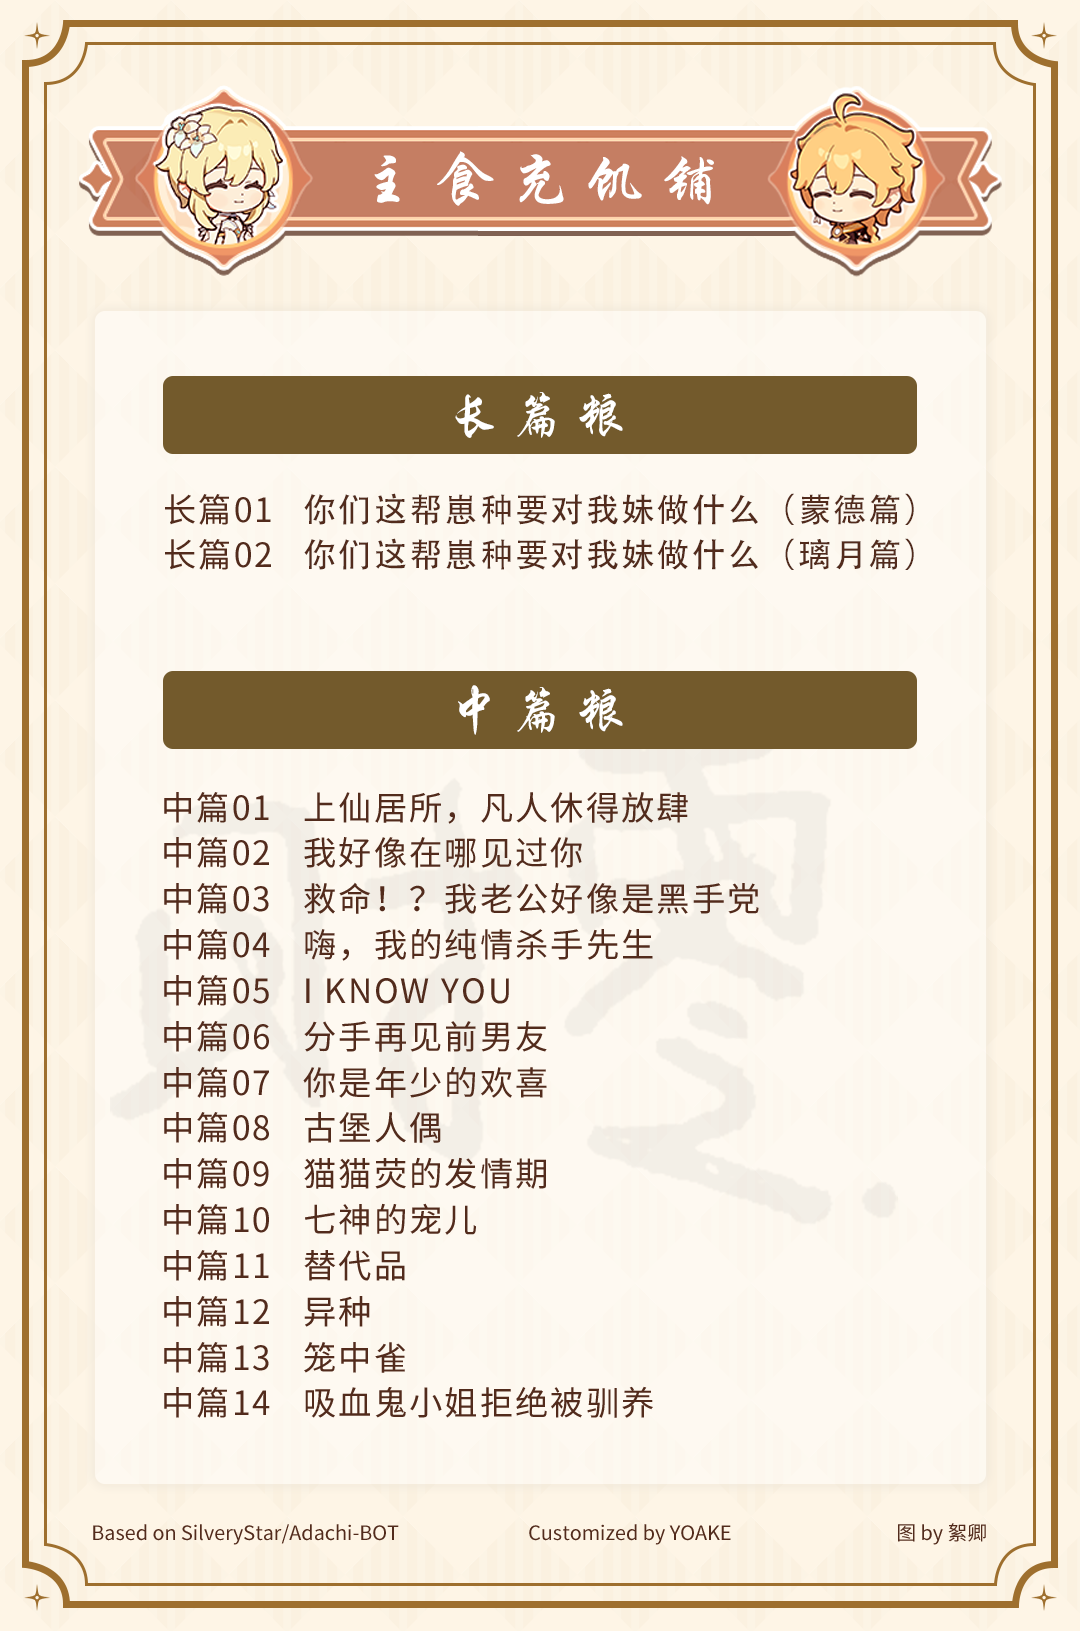 主食充饥铺
长篇粮
长篇01 你们这帮崽种要对我妹做什么（蒙德篇）
长篇02 你们这帮崽种要对我妹做什么（璃月篇）
中篇粮
中篇01 上仙居所，凡人休得放肆
中篇02 我好像在哪见过你
中篇03 救命！？我老公好像是黑手党
中篇04 嗨，我的纯情杀手先生
中篇05 I KNOW YOU
中篇06 分手再见前男友
中篇07 你是年少的欢喜
中篇08 古堡人偶
中篇09 猫猫荧的发情期
中篇10 七神的宠儿
中篇11 替代品
中篇12 异种
中篇13 笼中雀
中篇14 吸血鬼小姐拒绝被驯养
Based on SilveryStar/Adachi-BOT
Customized by YOAKE
图 by 絮卿